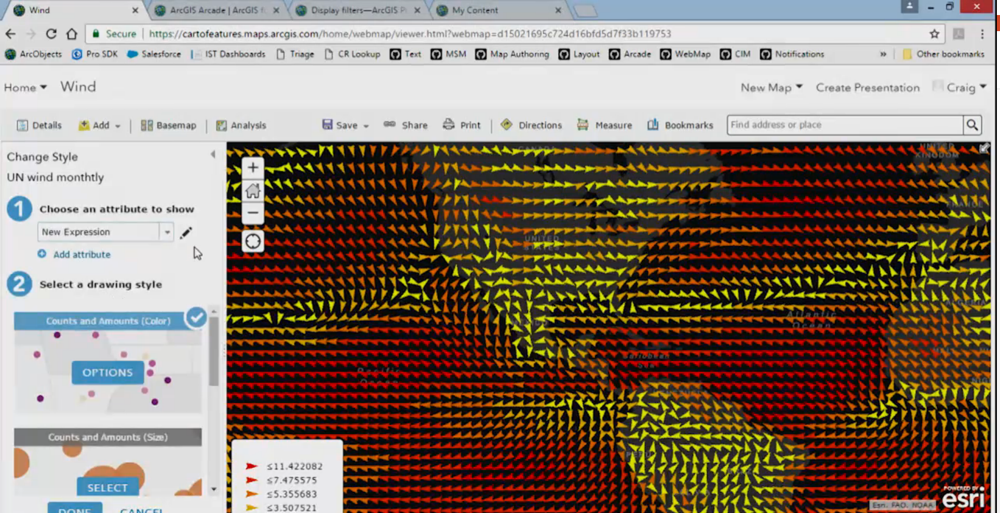 Wind
ArcGIS Arcade | ArcGIS f
Display filters—ArcGIS P
My Content
Secure
https://cartofeatures.maps.arcgis.com/home/webmap/viewer.html?webmap=d15021695c724d16bfd5d7f33b119753
ArcObjects
Pro SDK
Salesforce
IST Dashboards
Triage
CR Lookup
Text
MSM
Map Authoring
Layout
Arcade
WebMap
CIM
Notifications
»
Other bookmarks
Home
Wind
New Map
Create Presentation
Craig
Details
Add
Basemap
Analysis
Save
Share
Print
Directions
Measure
Bookmarks
Find address or place
Change Style
UN wind monthly
1
Choose an attribute to show
New Expression
Add attribute
2
Select a drawing style
Counts and Amounts (Color)
OPTIONS
Counts and Amounts (Size)
SELECT
DONE
CANCEL
CANADA
UNITED
KINGDOM
FRANCE
UNITED
STATES
ALGERIA
Atlantic
Ocean
MEXICO
Caribbean
Sea
Pacific
Ocean
≤11.422082
≤7.475575
≤5.355683
≤3.507521
POWERED BY
esri
Esri, FAO, NOAA